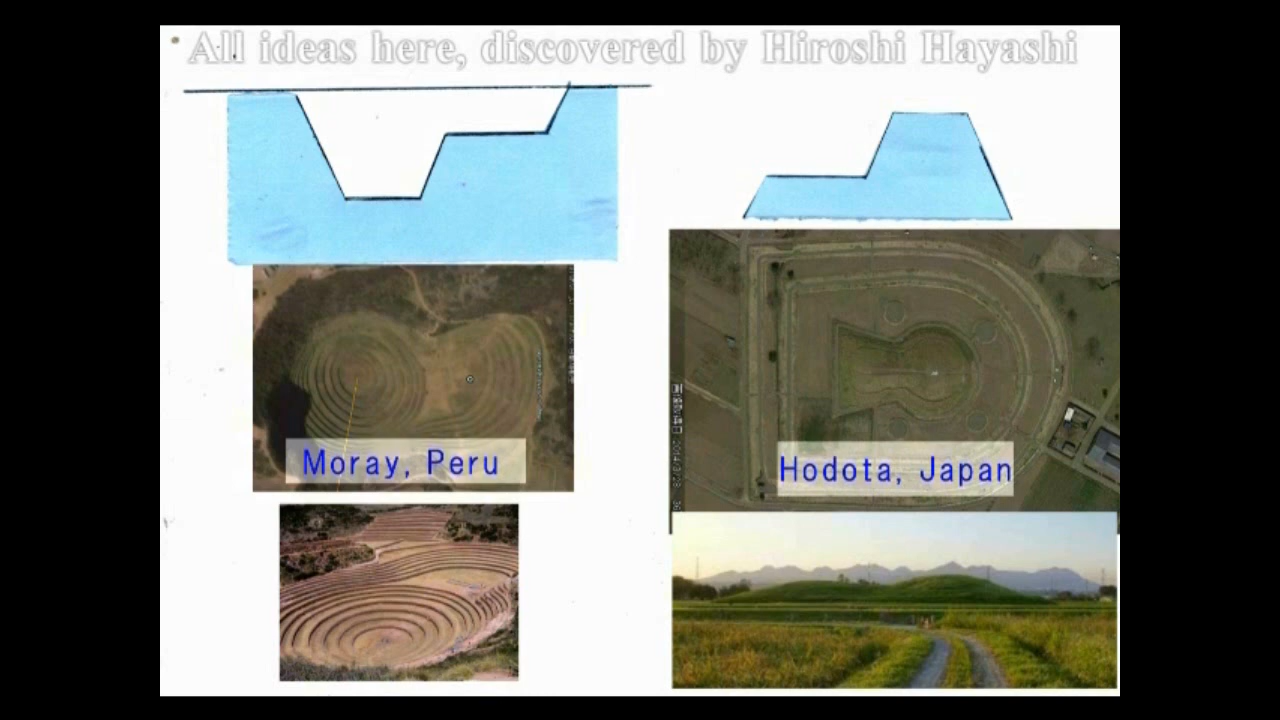 All ideas here, discovered by Hiroshi Hayashi
Moray, Peru
Hodota, Japan